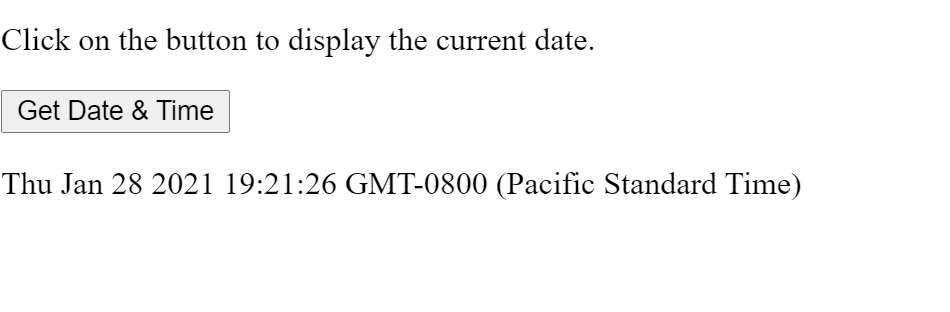 Click on the button to display the current date.
Get Date & Time
Thu Jan 28 2021 19:21:26 GMT-0800 (Pacific Standard Time)